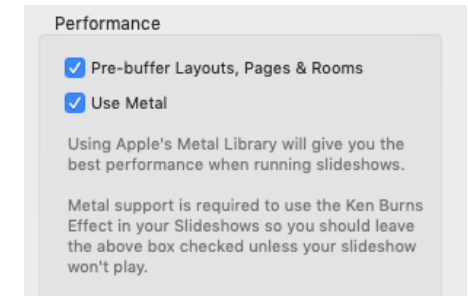 Performance
Pre-buffer Layouts, Pages & Rooms
Use Metal
Using Apple's Metal Library will give you the
best performance when running slideshows.
Metal support is required to use the Ken Burns
Effect in your Slideshows so you should leave
the above box checked unless your slideshow
won't play.